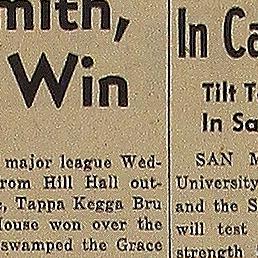 mith,
Win
major league Wed-
rom Hill Hall out-
Tappa Kegga Bru
ouse won over the
swamped the Grace
In Ca
Tilt T
In Sa
SAN M
University
and the S
will test
strength